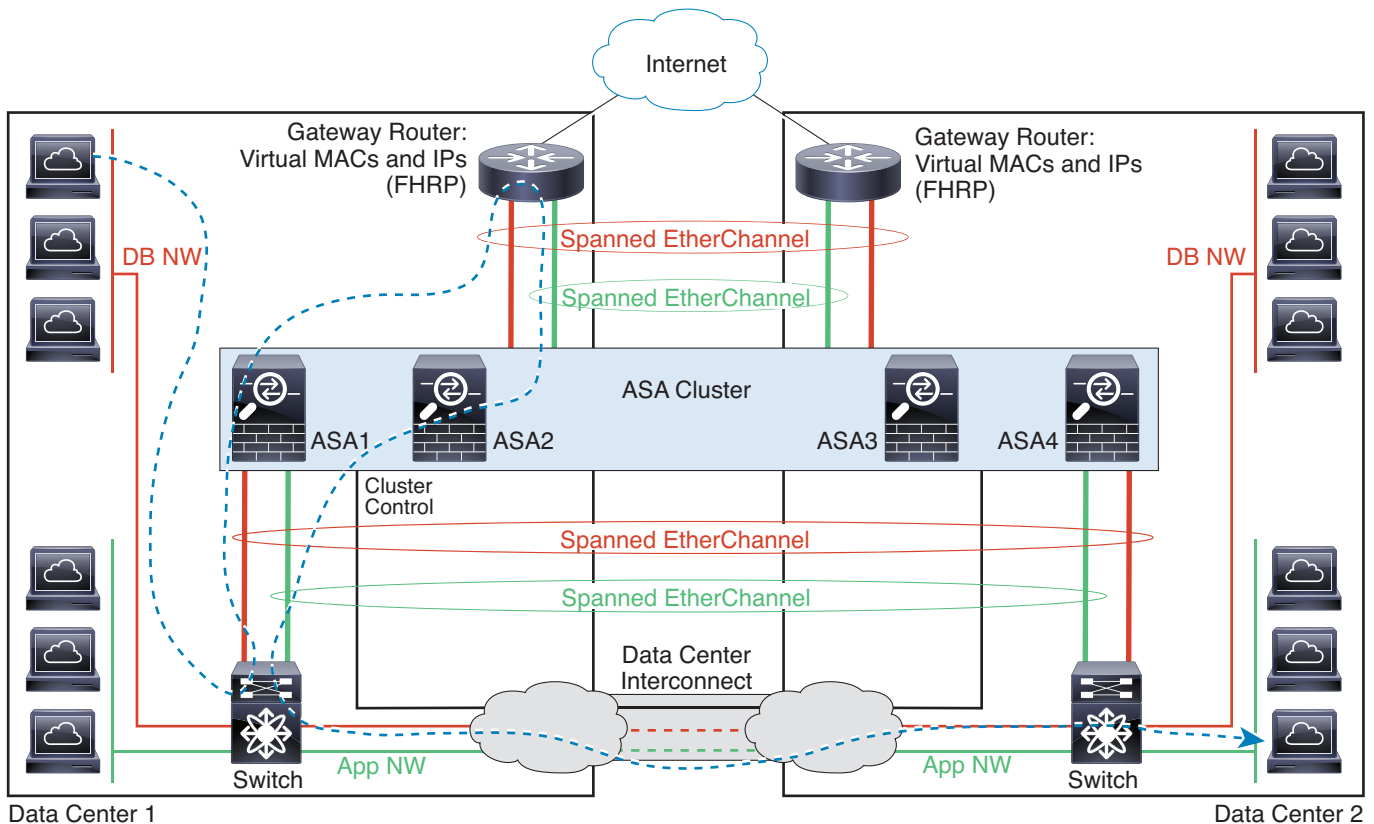 Internet
Gateway Router:
Virtual MACs and IPs
(FHRP)
Gateway Router:
Virtual MACs and IPs
(FHRP)
Spanned EtherChannel
DB NW
DB NW
Spanned EtherChannel
ASA Cluster
ASA1
ASA2
ASA3
ASA4
Cluster
Control
Spanned EtherChannel
Spanned EtherChannel
Data Center
Interconnect
App NW
App NW
Switch
Switch
Data Center 1
Data Center 2